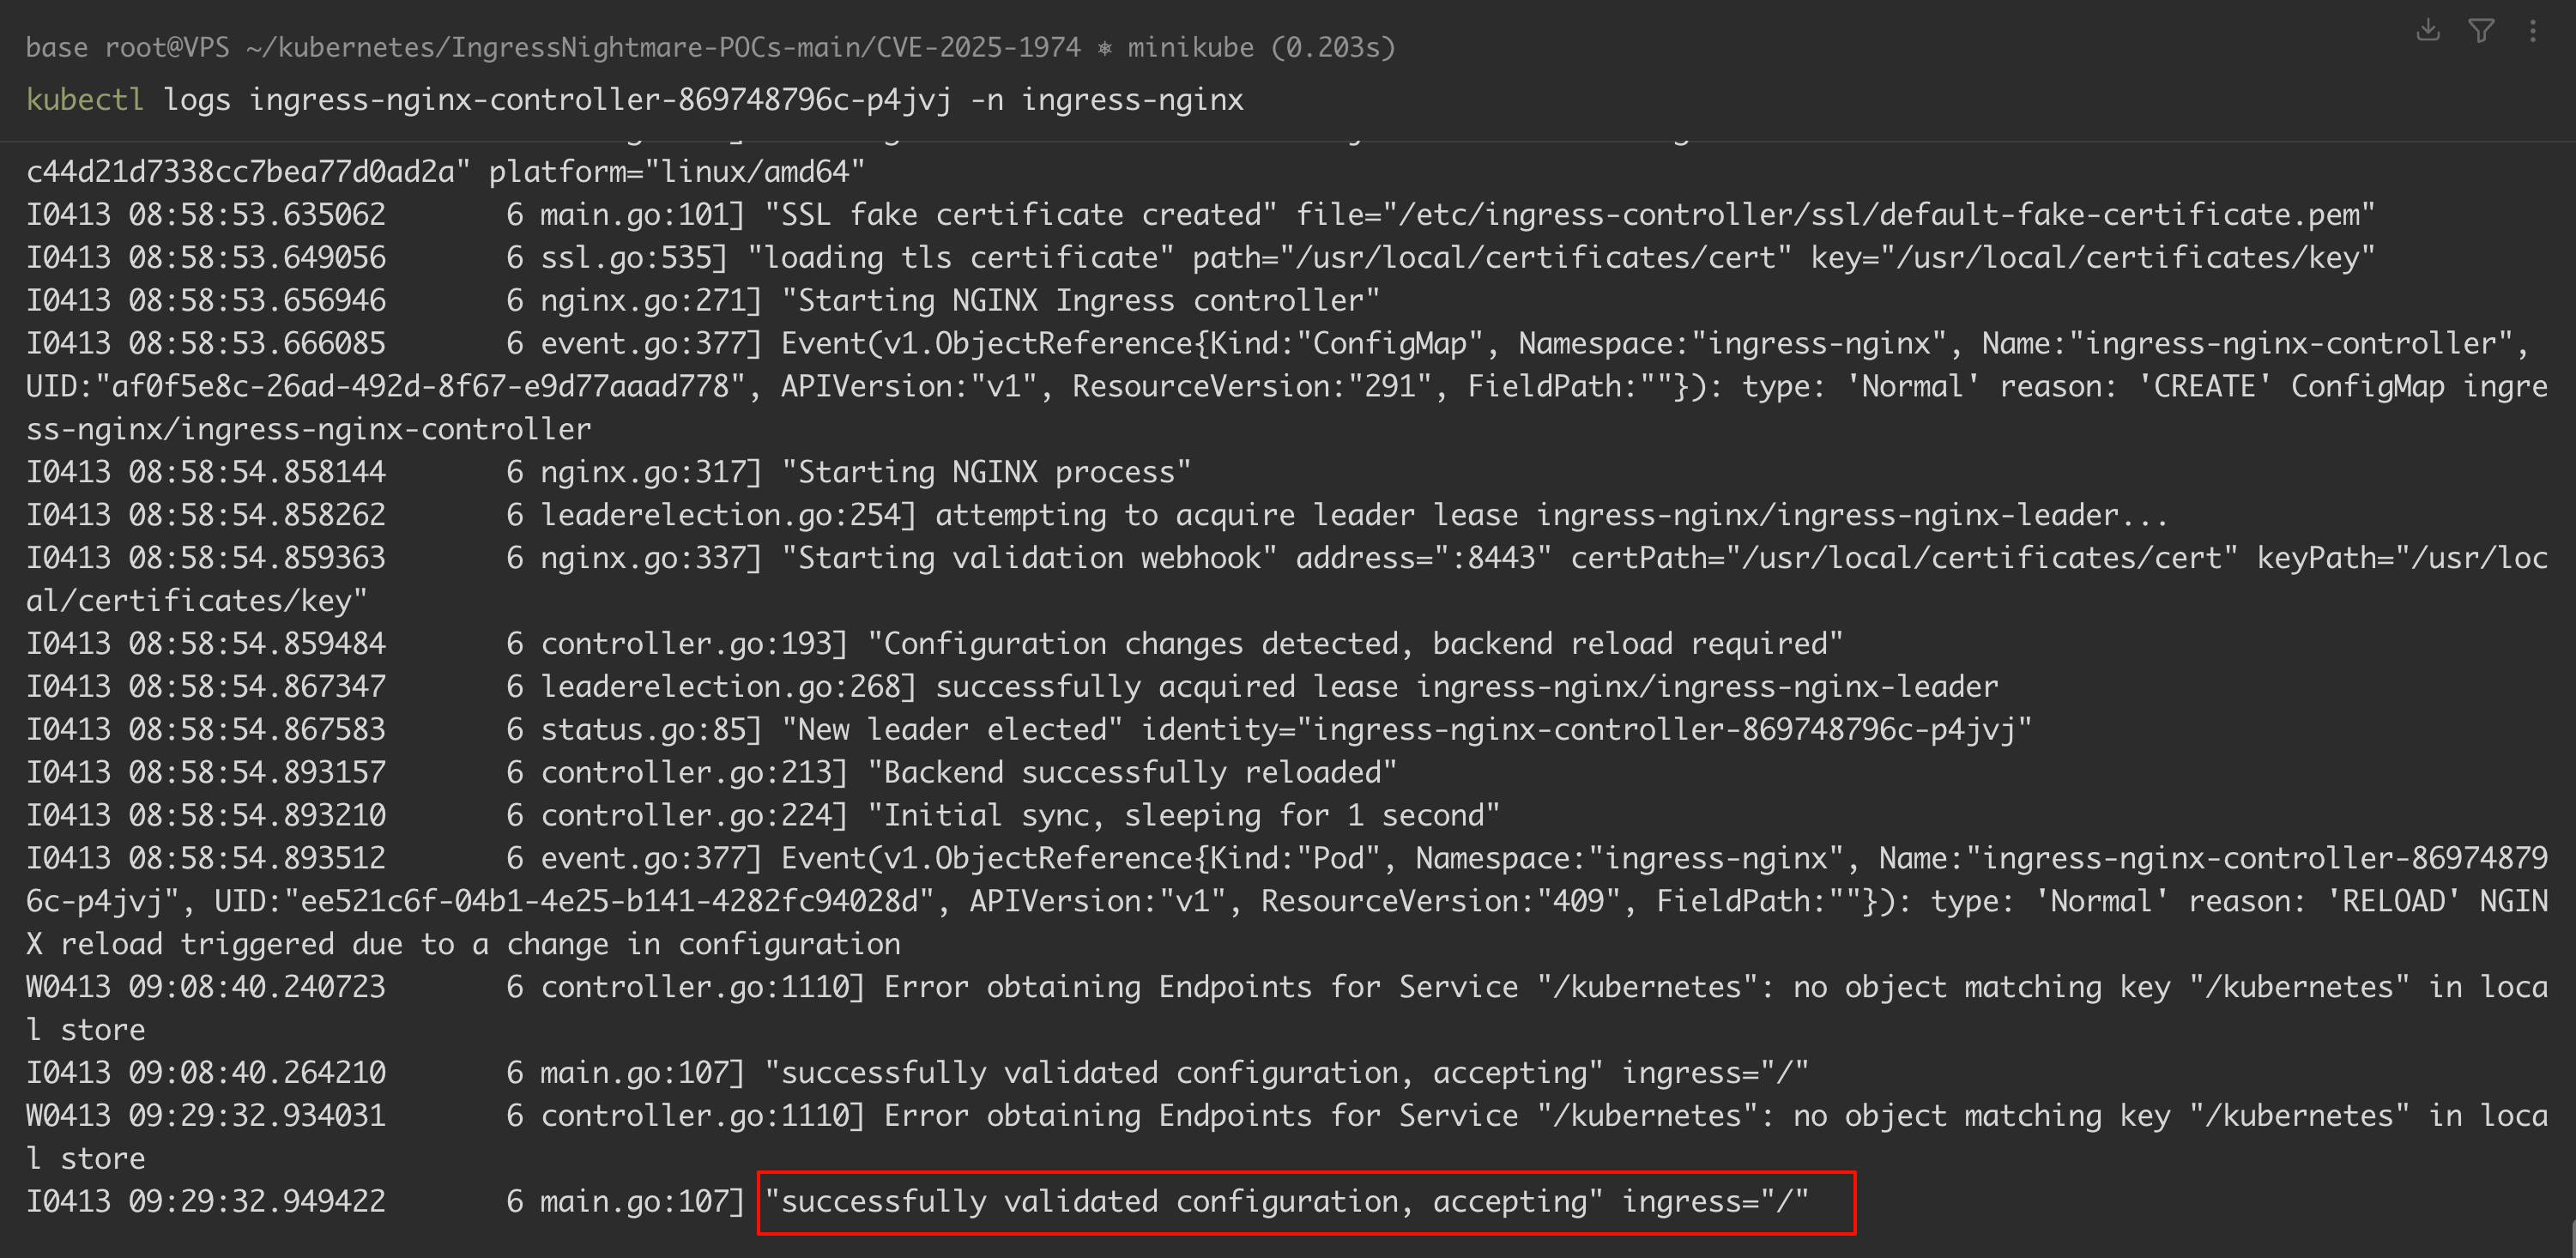 base root@VPS ~/kubernetes/IngressNightmare-POCs-main/CVE-2025-1974 ⎈ minikube (0.203s)
kubectl logs ingress-nginx-controller-869748796c-p4jvj -n ingress-nginx
c44d21d7338cc7bea77d0ad2a" platform="linux/amd64"
I0413 08:58:53.635062       6 main.go:101] "SSL fake certificate created" file="/etc/ingress-controller/ssl/default-fake-certificate.pem"
I0413 08:58:53.649056       6 ssl.go:535] "loading tls certificate" path="/usr/local/certificates/cert" key="/usr/local/certificates/key"
I0413 08:58:53.656946       6 nginx.go:271] "Starting NGINX Ingress controller"
I0413 08:58:53.666085       6 event.go:377] Event(v1.ObjectReference{Kind:"ConfigMap", Namespace:"ingress-nginx", Name:"ingress-nginx-controller",
UID:"af0f5e8c-26ad-492d-8f67-e9d77aaad778", APIVersion:"v1", ResourceVersion:"291", FieldPath:""}): type: 'Normal' reason: 'CREATE' ConfigMap ingre
ss-nginx/ingress-nginx-controller
I0413 08:58:54.858144       6 nginx.go:317] "Starting NGINX process"
I0413 08:58:54.858262       6 leaderelection.go:254] attempting to acquire leader lease ingress-nginx/ingress-nginx-leader...
I0413 08:58:54.859363       6 nginx.go:337] "Starting validation webhook" address=":8443" certPath="/usr/local/certificates/cert" keyPath="/usr/loc
al/certificates/key"
I0413 08:58:54.859484       6 controller.go:193] "Configuration changes detected, backend reload required"
I0413 08:58:54.867347       6 leaderelection.go:268] successfully acquired lease ingress-nginx/ingress-nginx-leader
I0413 08:58:54.867583       6 status.go:85] "New leader elected" identity="ingress-nginx-controller-869748796c-p4jvj"
I0413 08:58:54.893157       6 controller.go:213] "Backend successfully reloaded"
I0413 08:58:54.893210       6 controller.go:224] "Initial sync, sleeping for 1 second"
I0413 08:58:54.893512       6 event.go:377] Event(v1.ObjectReference{Kind:"Pod", Namespace:"ingress-nginx", Name:"ingress-nginx-controller-86974879
6c-p4jvj", UID:"ee521c6f-04b1-4e25-b141-4282fc94028d", APIVersion:"v1", ResourceVersion:"409", FieldPath:""}): type: 'Normal' reason: 'RELOAD' NGIN
X reload triggered due to a change in configuration
W0413 09:08:40.240723       6 controller.go:1110] Error obtaining Endpoints for Service "/kubernetes": no object matching key "/kubernetes" in loca
l store
I0413 09:08:40.264210       6 main.go:107] "successfully validated configuration, accepting" ingress="/"
W0413 09:29:32.934031       6 controller.go:1110] Error obtaining Endpoints for Service "/kubernetes": no object matching key "/kubernetes" in loca
l store
I0413 09:29:32.949422       6 main.go:107] "successfully validated configuration, accepting" ingress="/"